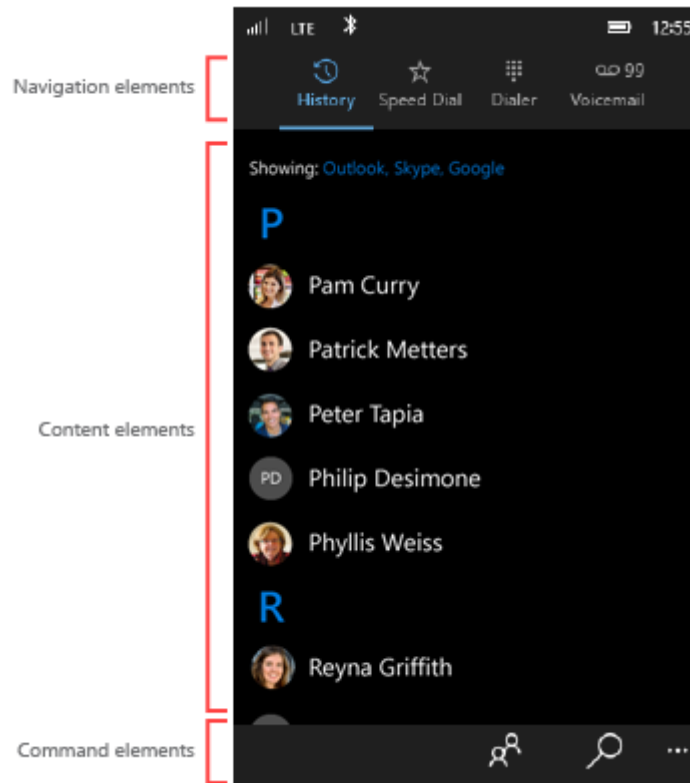 LTE 12:55
Navigation elements
99
History Speed Dial Dialer Voicemail
Showing: Outlook, Skype, Google
P
Pam Curry
Patrick Metters
Content elements
Peter Tapia
PD Philip Desimone
Phyllis Weiss
R
Reyna Griffith
Command elements